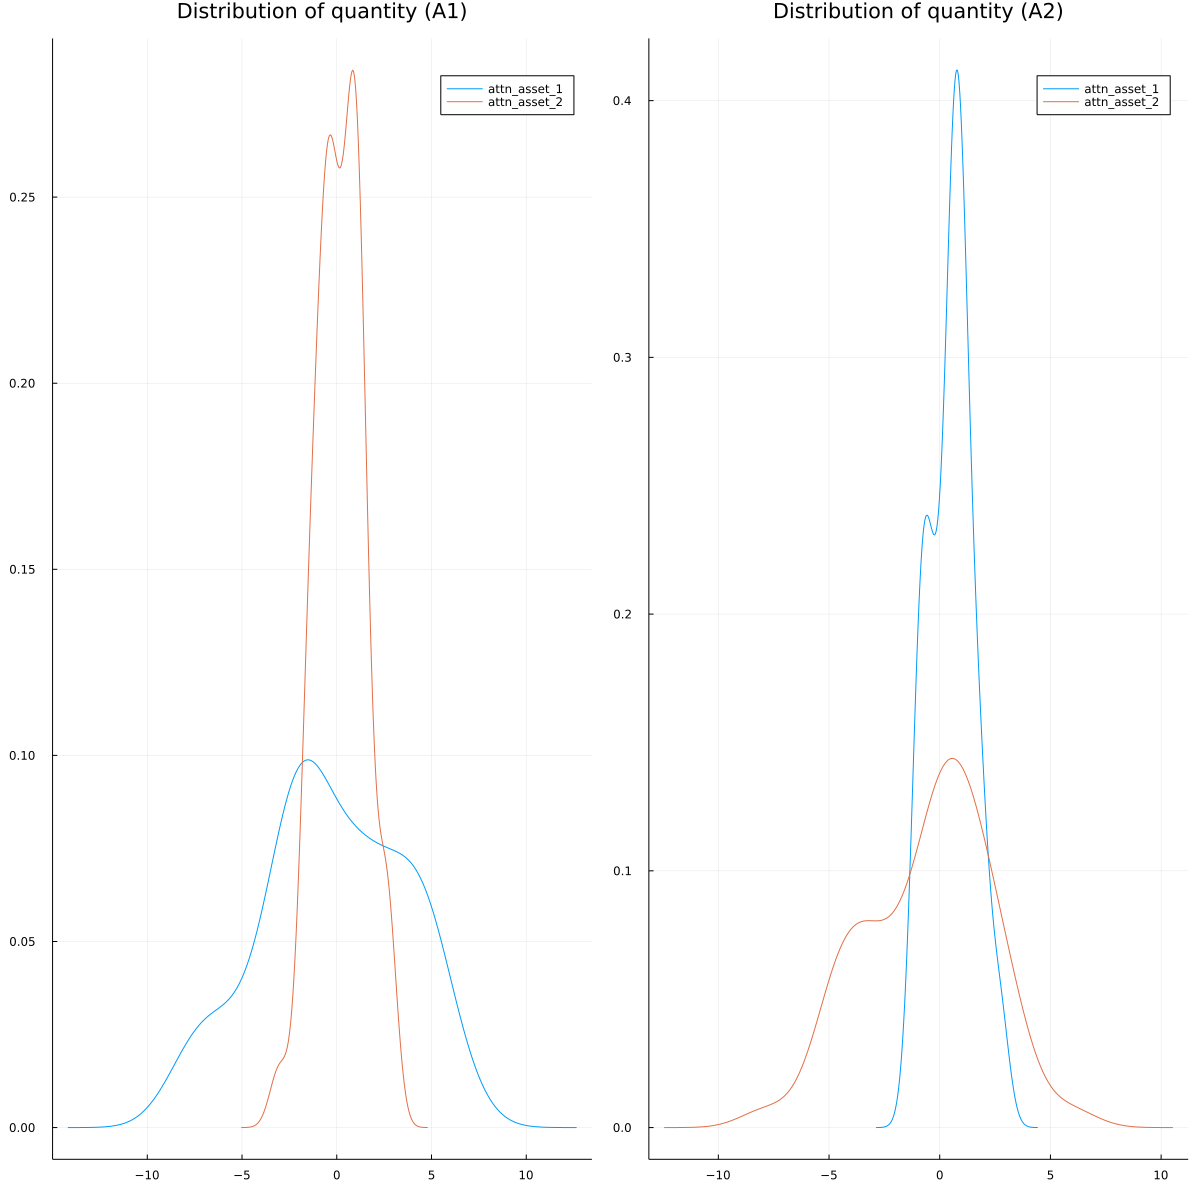 Distribution of quantity (A1)
attn_asset_1
attn_asset_2
0.25
0.20
0.15
0.10
0.05
0.00
−10 −5 0 5 10
Distribution of quantity (A2)
attn_asset_1
attn_asset_2
0.4
0.3
0.2
0.1
0.0
−10 −5 0 5 10